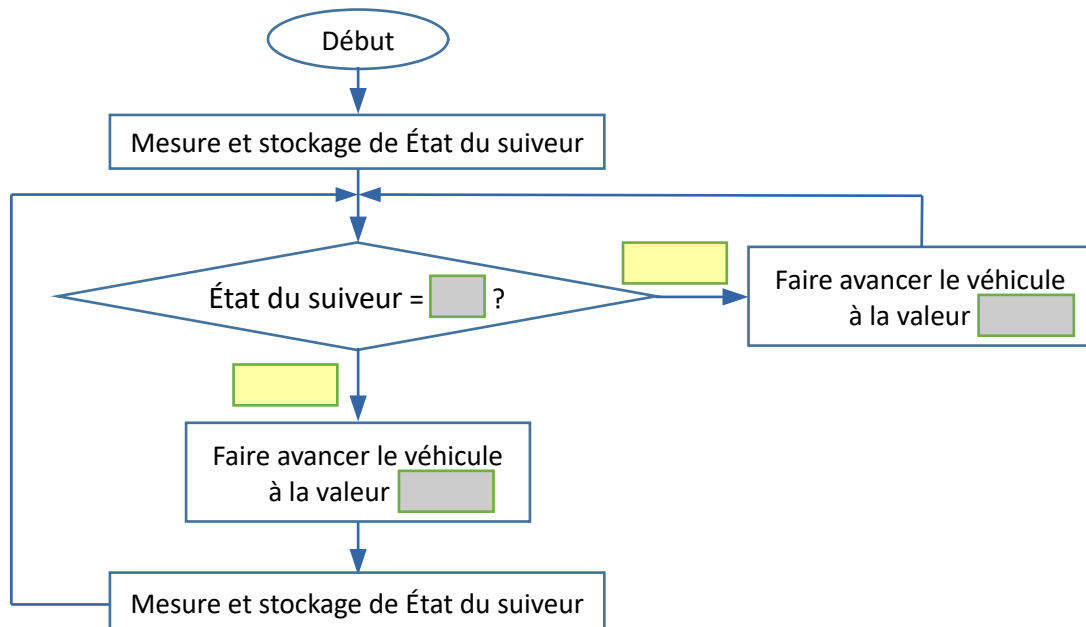 Début
Mesure et stockage de État du suiveur
État du suiveur = ?
Faire avancer le véhicule
à la valeur
Faire avancer le véhicule
à la valeur
Mesure et stockage de État du suiveur